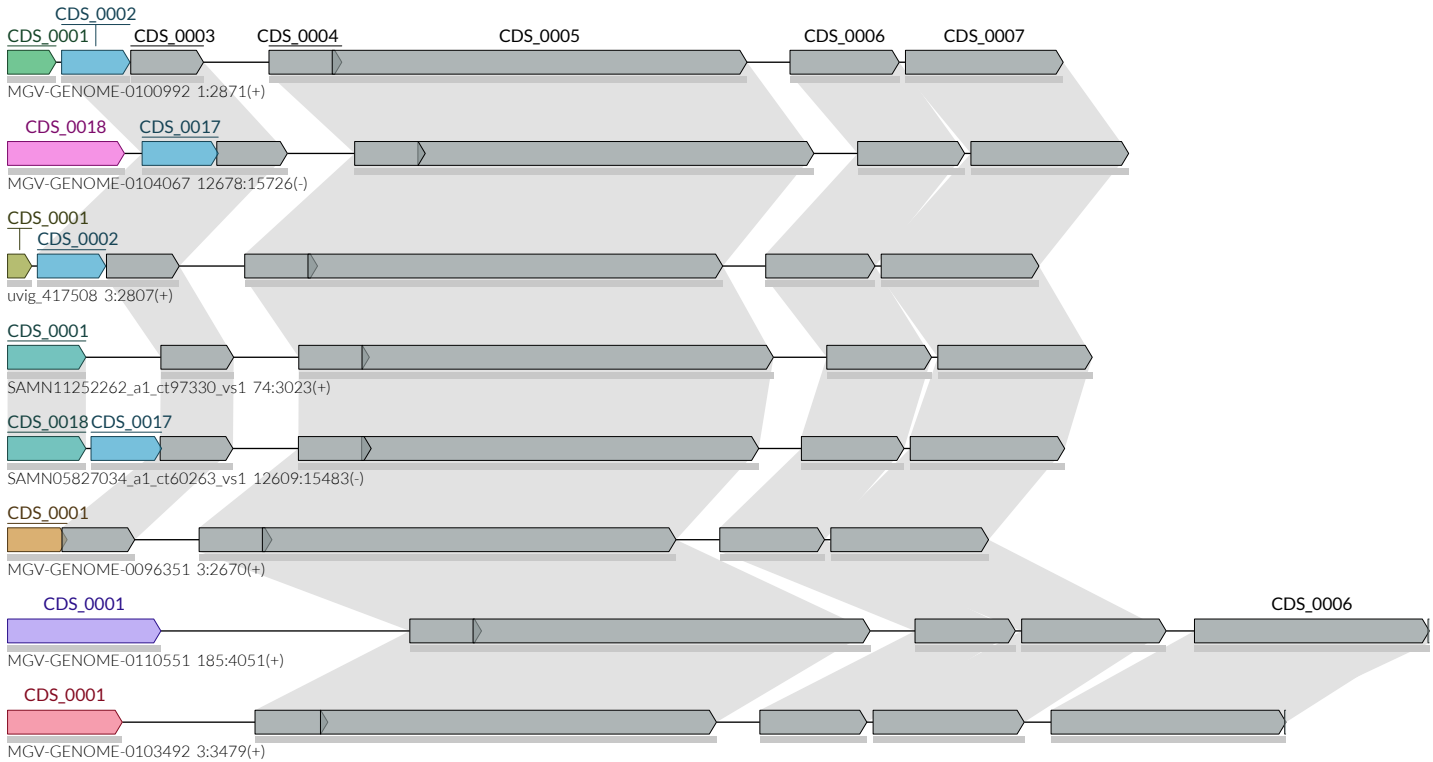 CDS_0002
CDS_0001 CDS_0003 CDS_0004 CDS_0005 CDS_0006 CDS_0007
MGV-GENOME-0100992 1:2871(+)
CDS_0018 CDS_0017
MGV-GENOME-0104067 12678:15726(-)
CDS_0001
CDS_0002
uvig_417508 3:2807(+)
CDS_0001
SAMN11252262_a1_ct97330_vs1 74:3023(+)
CDS_0018 CDS_0017
SAMN05827034_a1_ct60263_vs1 12609:15483(-)
CDS_0001
MGV-GENOME-0096351 3:2670(+)
CDS_0001 CDS_0006
MGV-GENOME-0110551 185:4051(+)
CDS_0001
MGV-GENOME-0103492 3:3479(+)